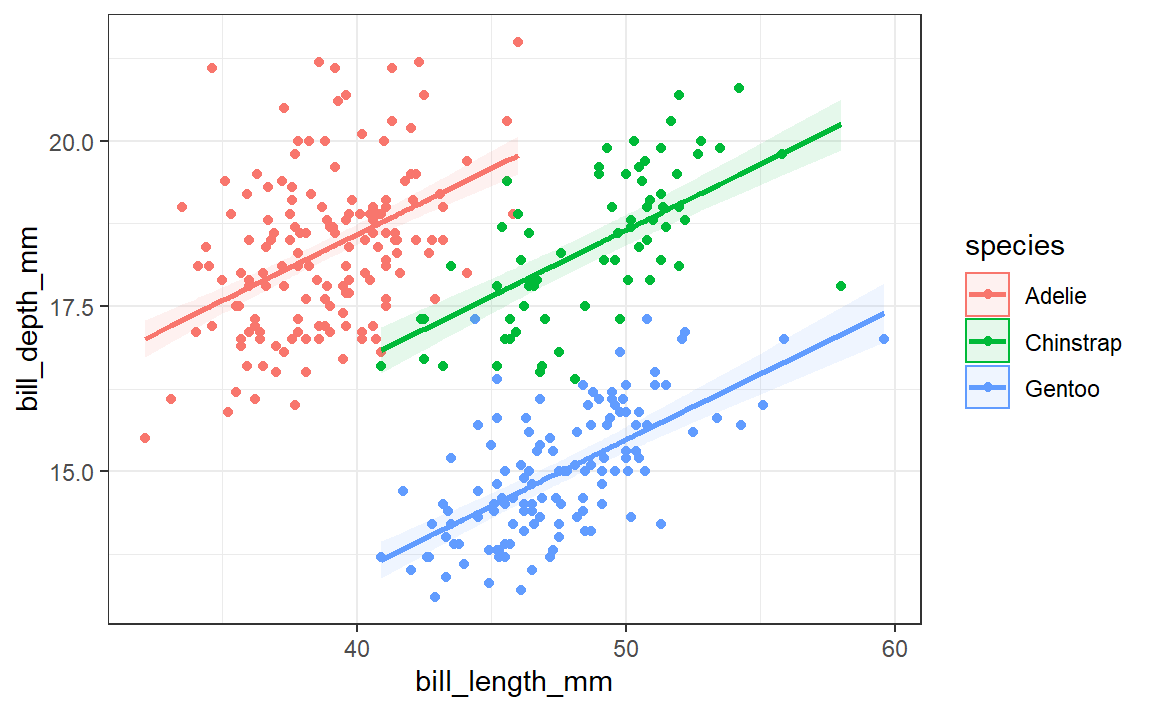 20.0
17.5
15.0
bill_depth_mm
40
50
60
bill_length_mm
species
Adelie
Chinstrap
Gentoo